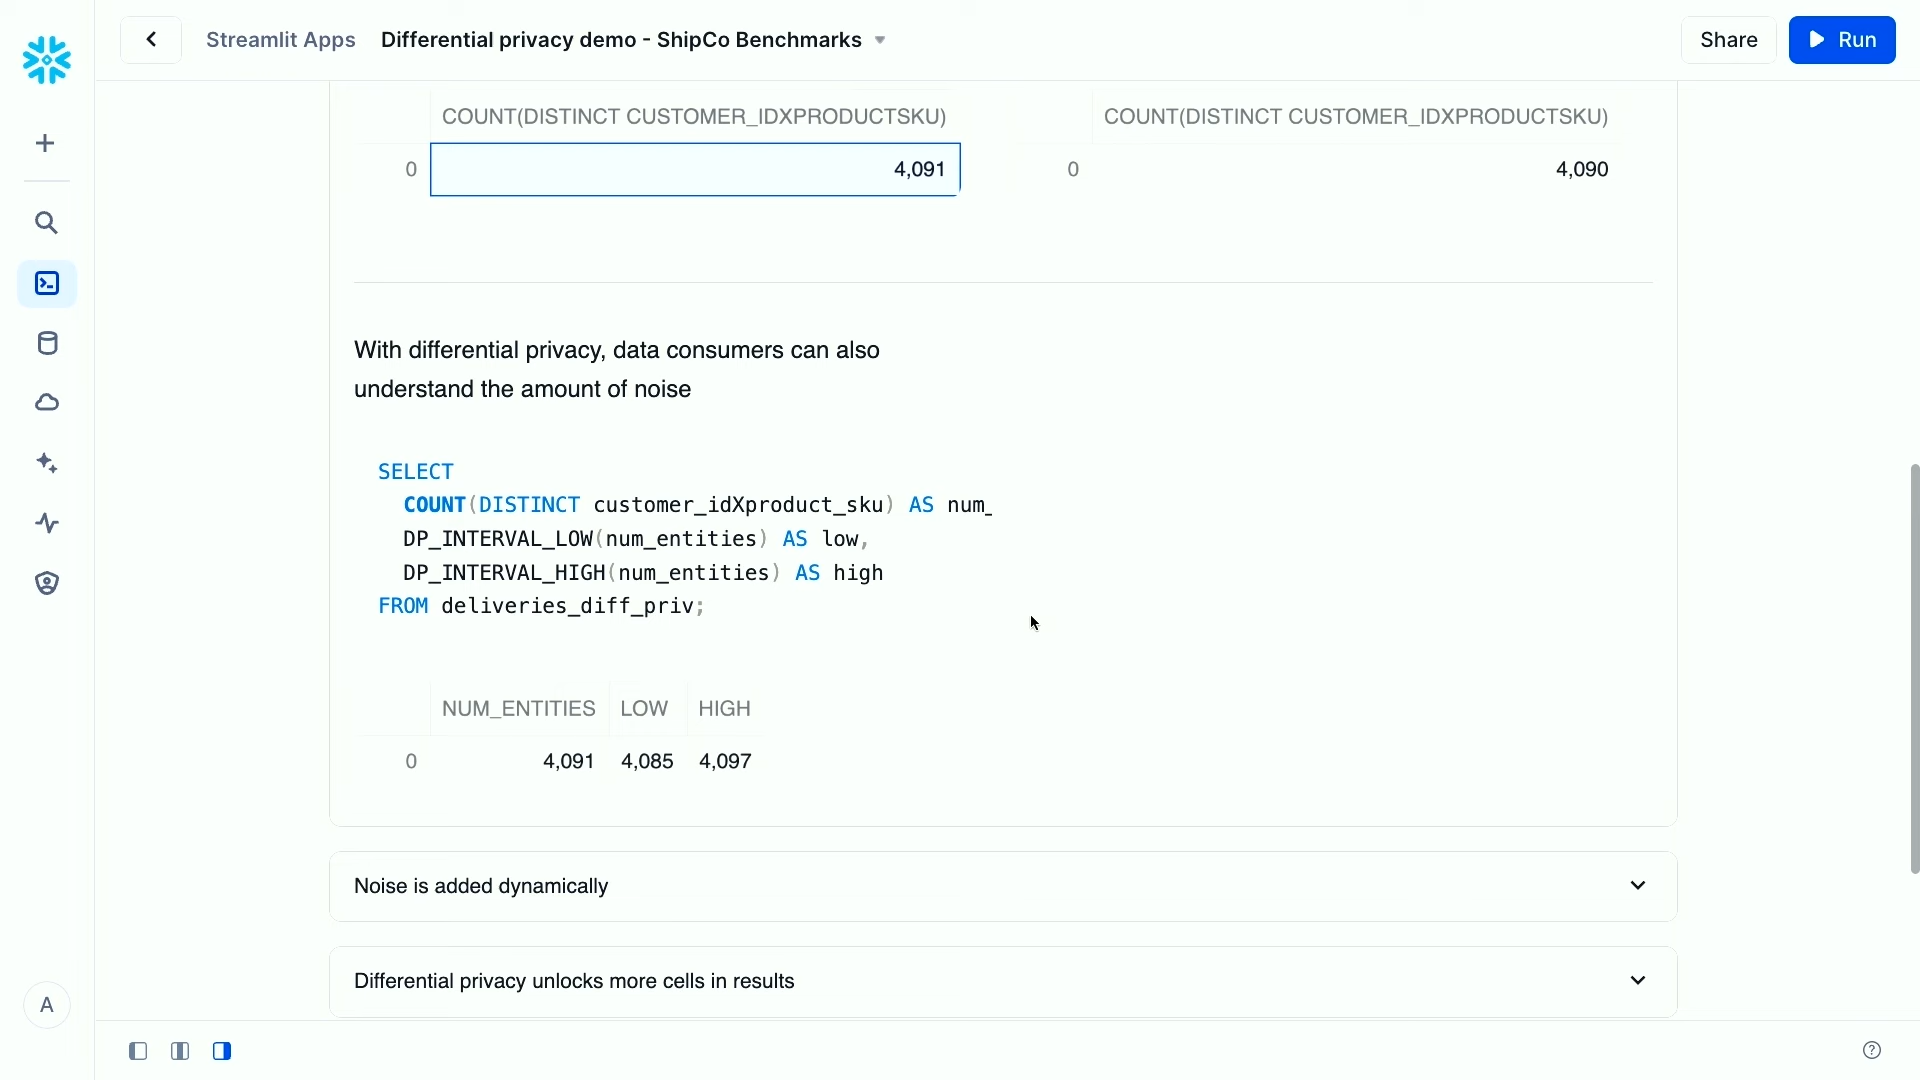 Streamlit Apps Differential privacy demo - ShipCo Benchmarks Share Run
COUNT(DISTINCT CUSTOMER_IDXPRODUCTSKU) COUNT(DISTINCT CUSTOMER_IDXPRODUCTSKU)
0 4,091 0 4,090
With differential privacy, data consumers can also
understand the amount of noise
SELECT
COUNT(DISTINCT customer_idXproduct_sku) AS num_
DP_INTERVAL_LOW(num_entities) AS low,
DP_INTERVAL_HIGH(num_entities) AS high
FROM deliveries_diff_priv;
NUM_ENTITIES LOW HIGH
0 4,091 4,085 4,097
Noise is added dynamically
Differential privacy unlocks more cells in results
A